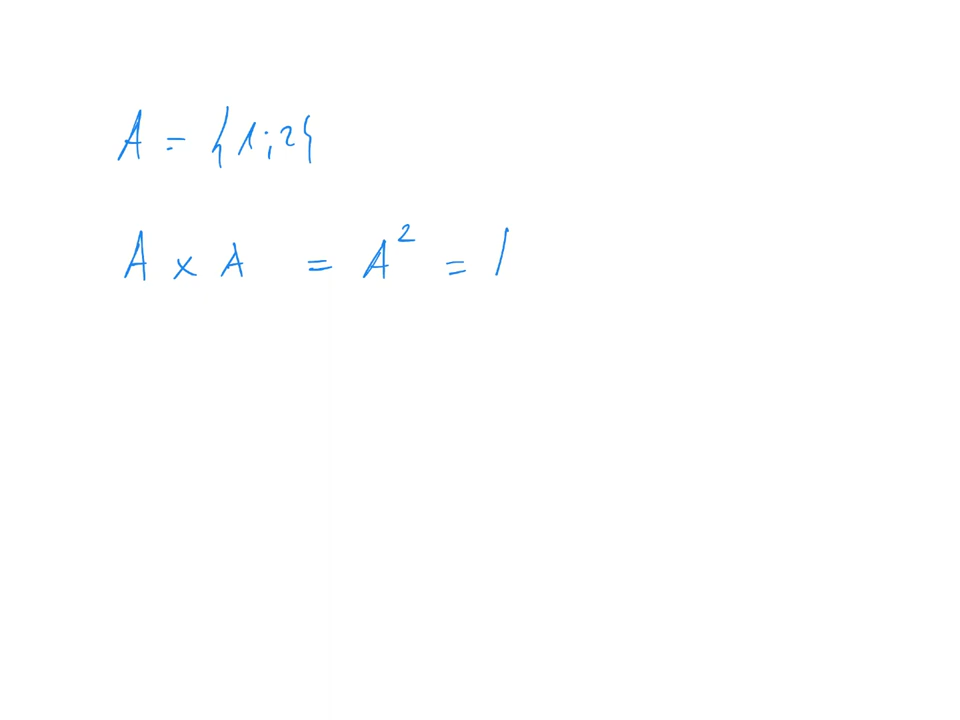 A = {1;2}
A × A = A² = {